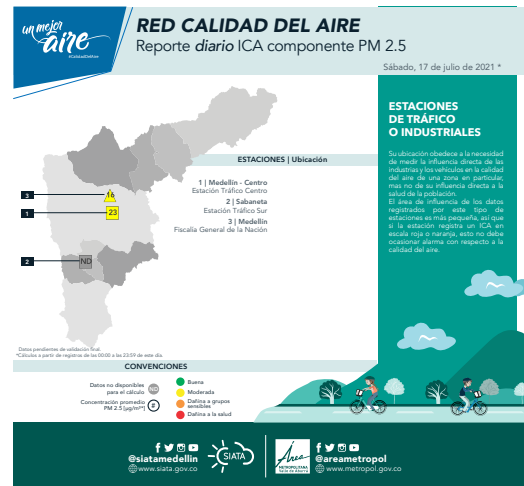 un mejor
aire
#CalidadDelAire
RED CALIDAD DEL AIRE
Reporte diario ICA componente PM 2.5
Sábado, 17 de julio de 2021 *
ESTACIONES
DE TRÁFICO
O INDUSTRIALES
Su ubicación obedece a la necesidad
de medir la influencia directa de las
industrias y los vehículos en la calidad
del aire de una zona en particular,
mas no de su influencia directa a la
salud de la población.
El área de influencia de los datos
registrados por este tipo de
estaciones es más pequeña, así que
si la estación registra un ICA en
escala roja o naranja, esto no debe
ocasionar alarma con respecto a la
calidad del aire.
ESTACIONES | Ubicación
1 | Medellín - Centro
Estación Tráfico Centro
2 | Sabaneta
Estación Tráfico Sur
3 | Medellín
Fiscalía General de la Nación
3
16
1
23
2
ND
Datos pendientes de validación final.
*Cálculos a partir de registros de las 00:00 a las 23:59 de este día.
CONVENCIONES
Datos no disponibles
para el cálculo
ND
Concentración promedio
PM 2.5 [µg/m³*]
#
Buena
Moderada
Dañina a grupos
sensibles
Dañina a la salud
@siatamedellin
www.siata.gov.co
SIATA
Área
METROPOLITANA
Valle de Aburrá
@areametropol
www.metropol.gov.co